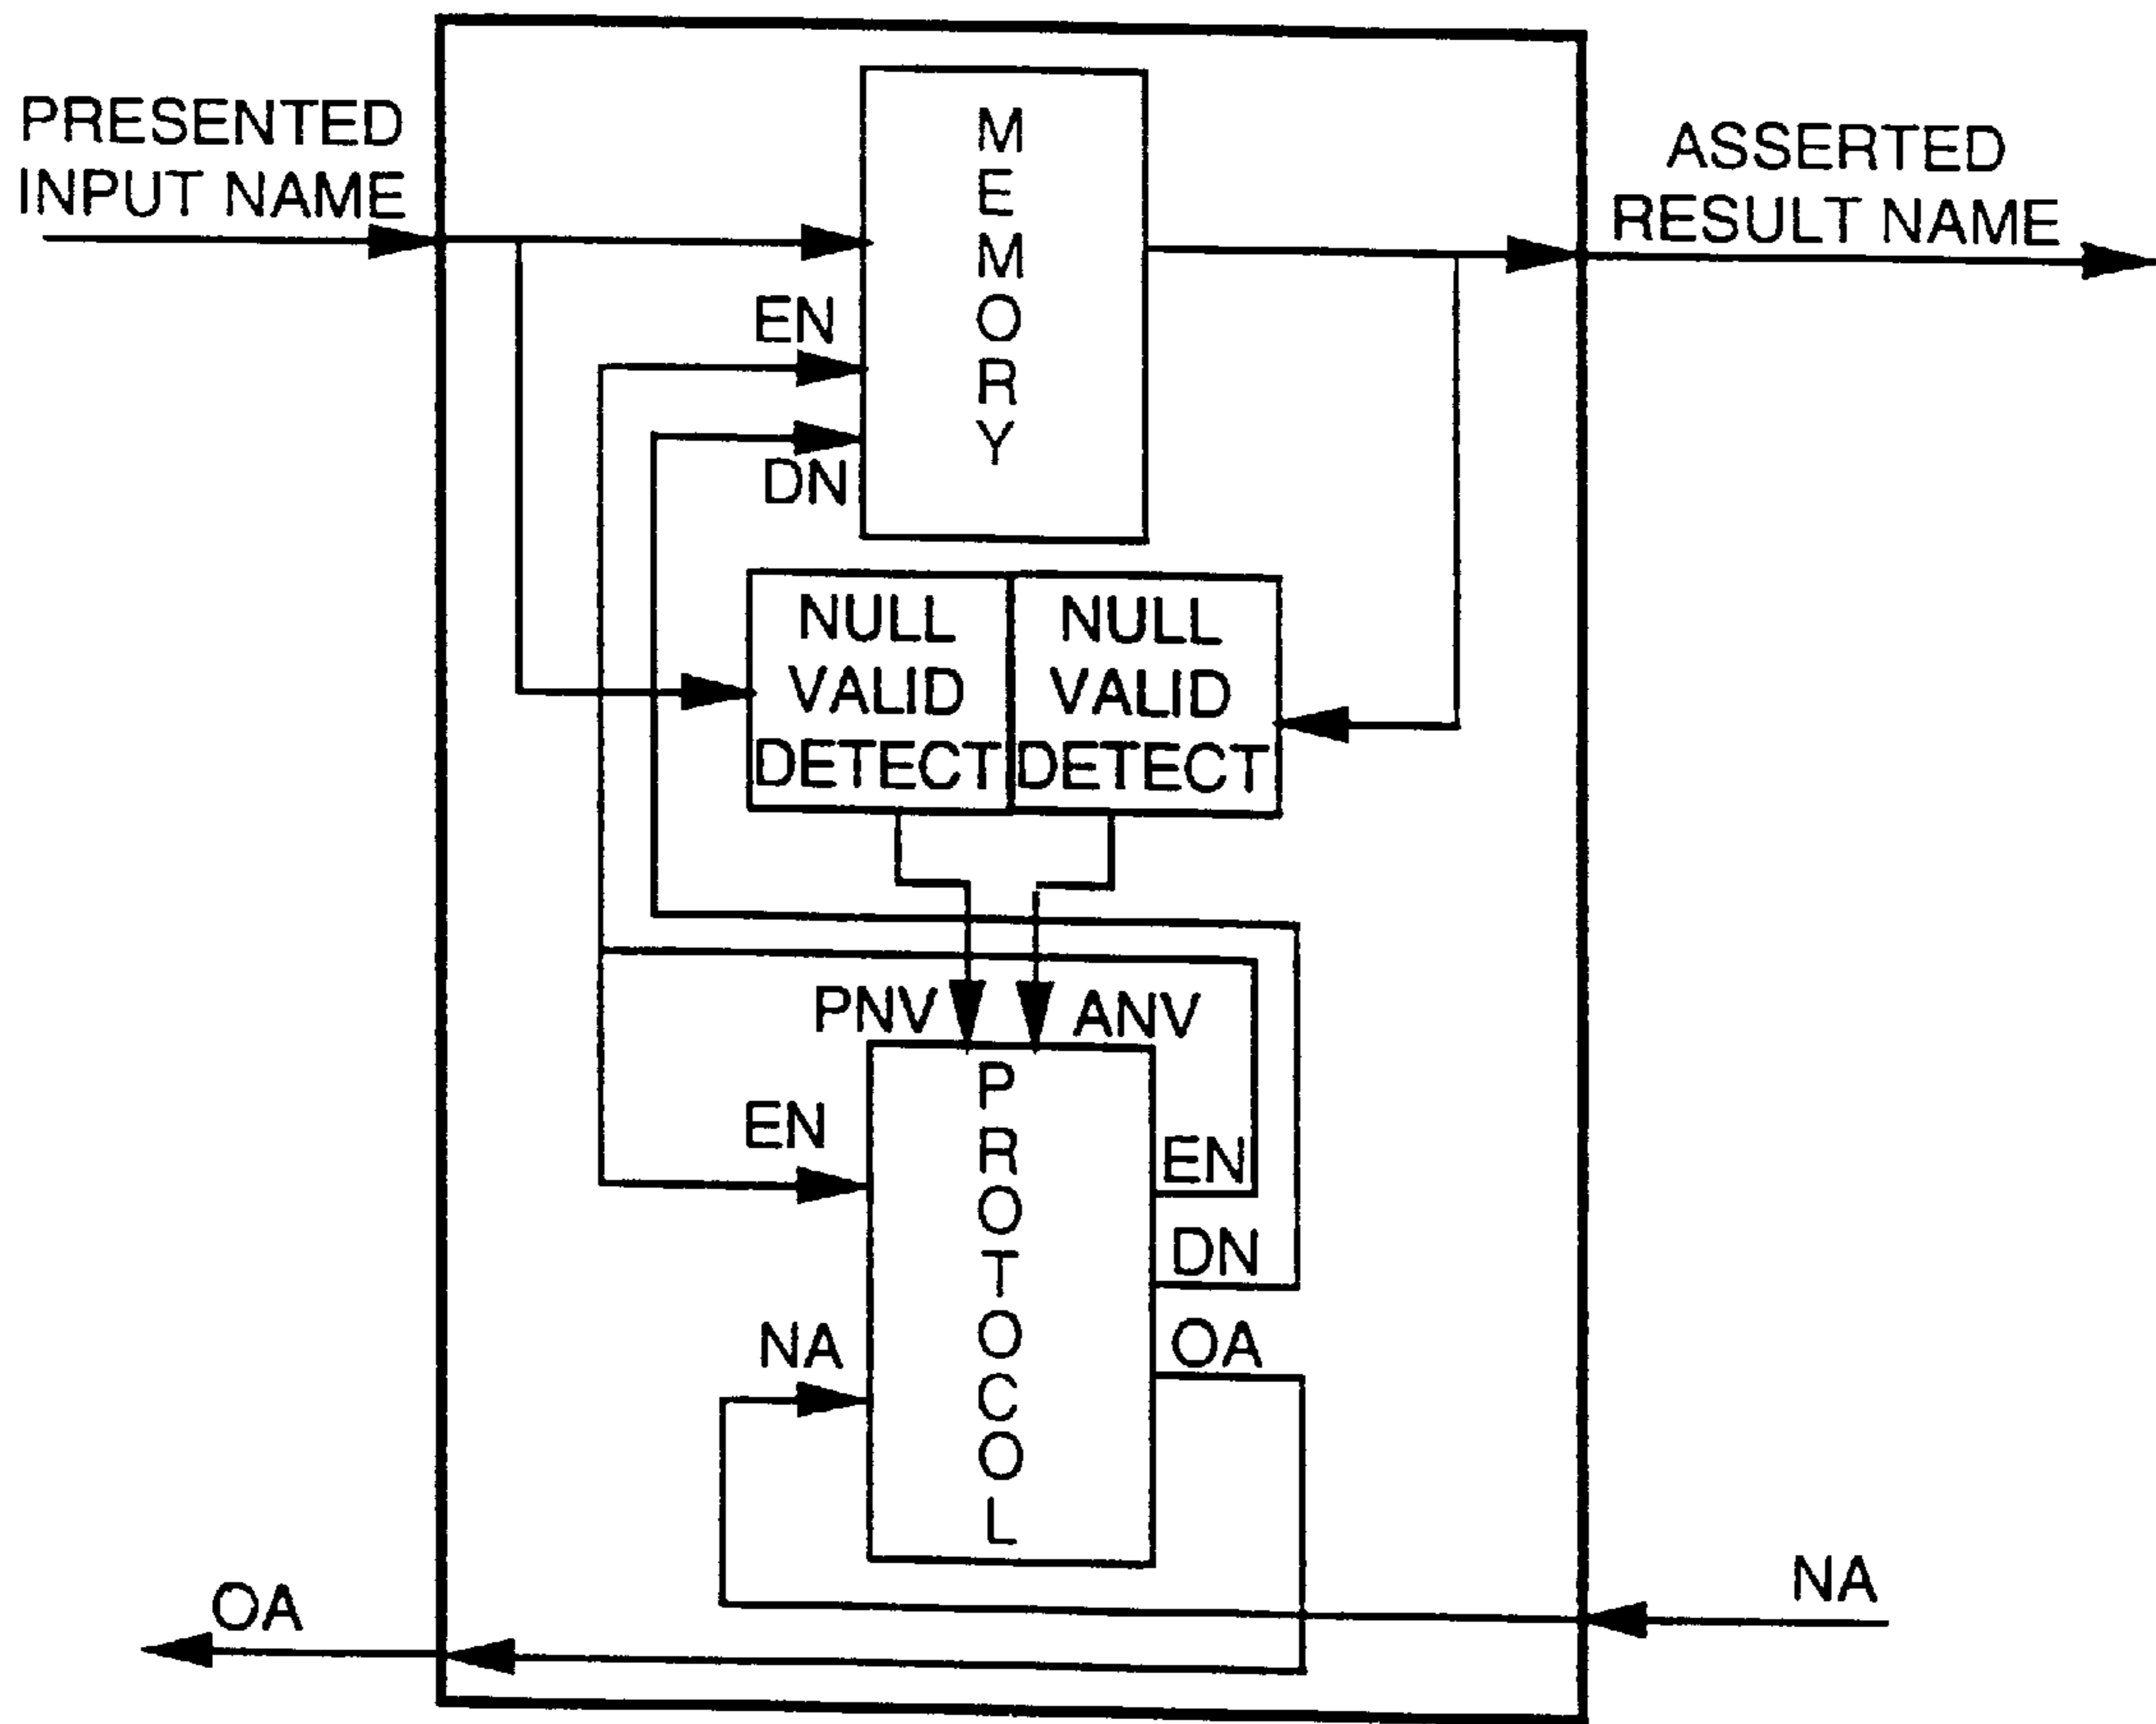 PRESENTED
INPUT NAME
ASSERTED
RESULT NAME
MEMORY
EN
DN
NULL
VALID
DETECT
NULL
VALID
DETECT
PNV
ANV
PROTOCOL
EN
EN
DN
NA
OA
OA
NA